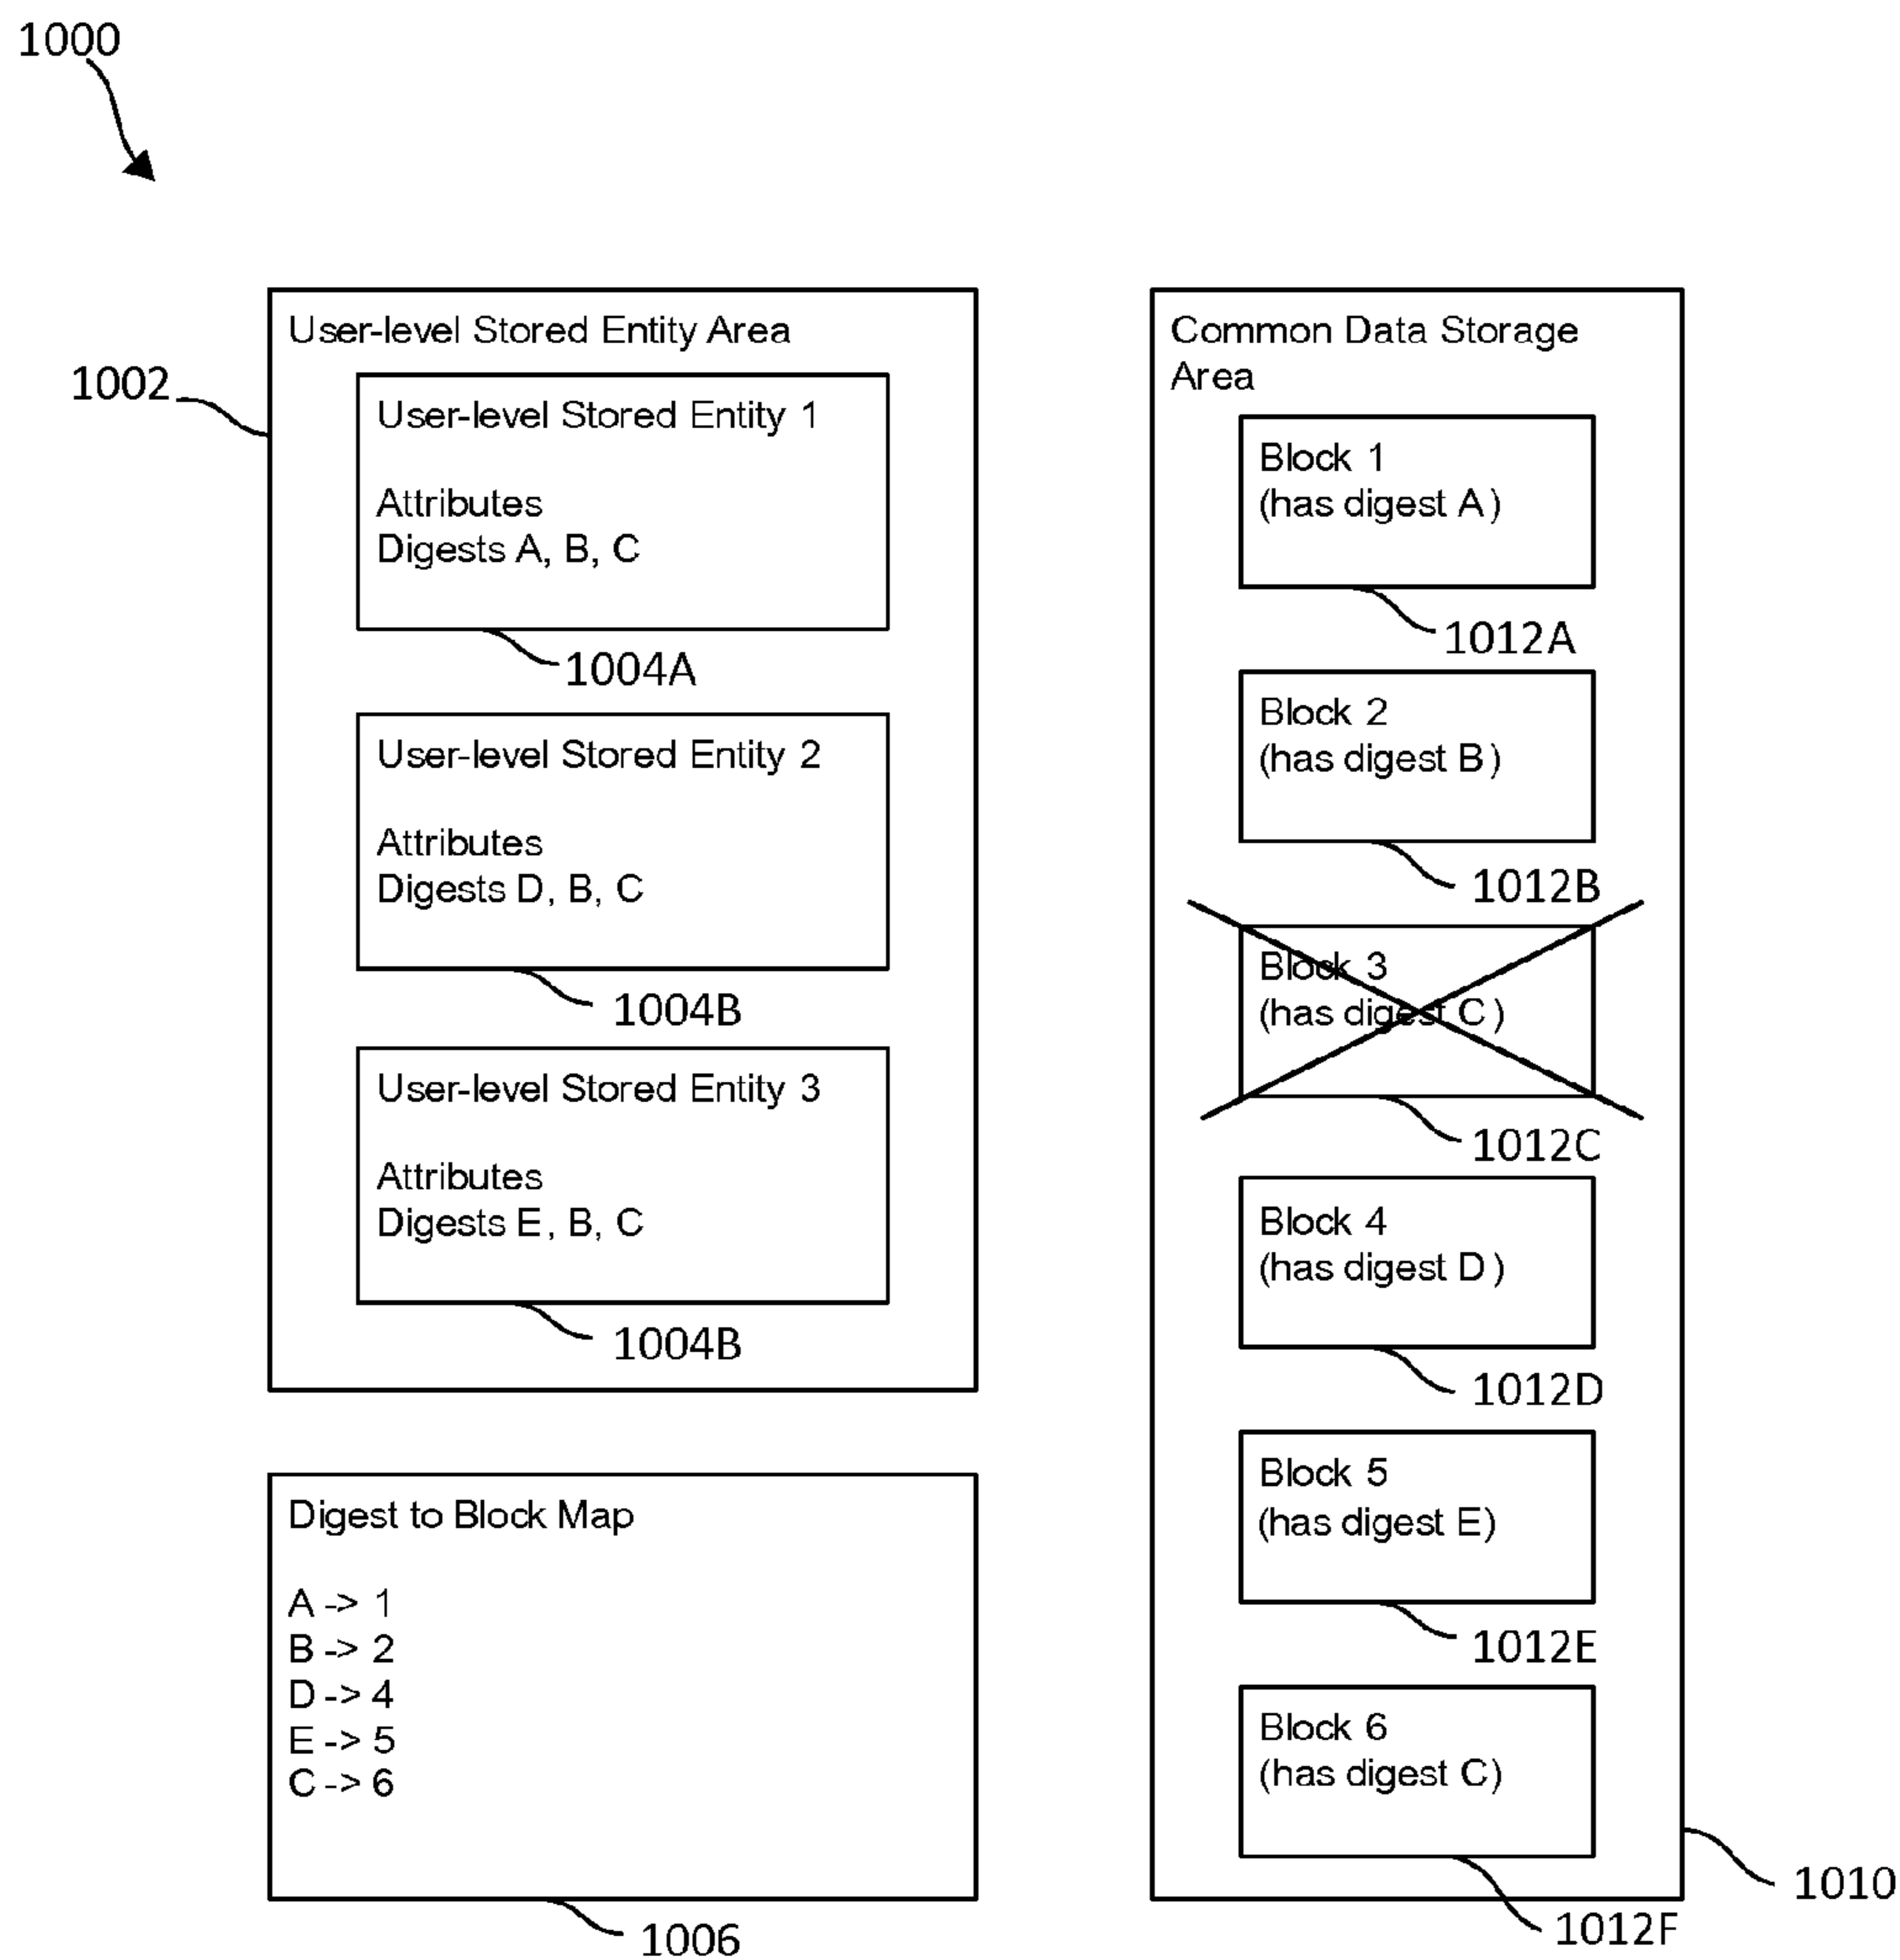 1000
1002
User-level Stored Entity Area
User-level Stored Entity 1
Attributes
Digests A, B, C
1004A
User-level Stored Entity 2
Attributes
Digests D, B, C
1004B
User-level Stored Entity 3
Attributes
Digests E, B, C
1004B
Digest to Block Map
A -> 1
B -> 2
D -> 4
E -> 5
C -> 6
1006
Common Data Storage
Area
Block 1
(has digest A)
1012A
Block 2
(has digest B)
1012B
Block 3
(has digest C)
1012C
Block 4
(has digest D)
1012D
Block 5
(has digest E)
1012E
Block 6
(has digest C)
1012F
1010